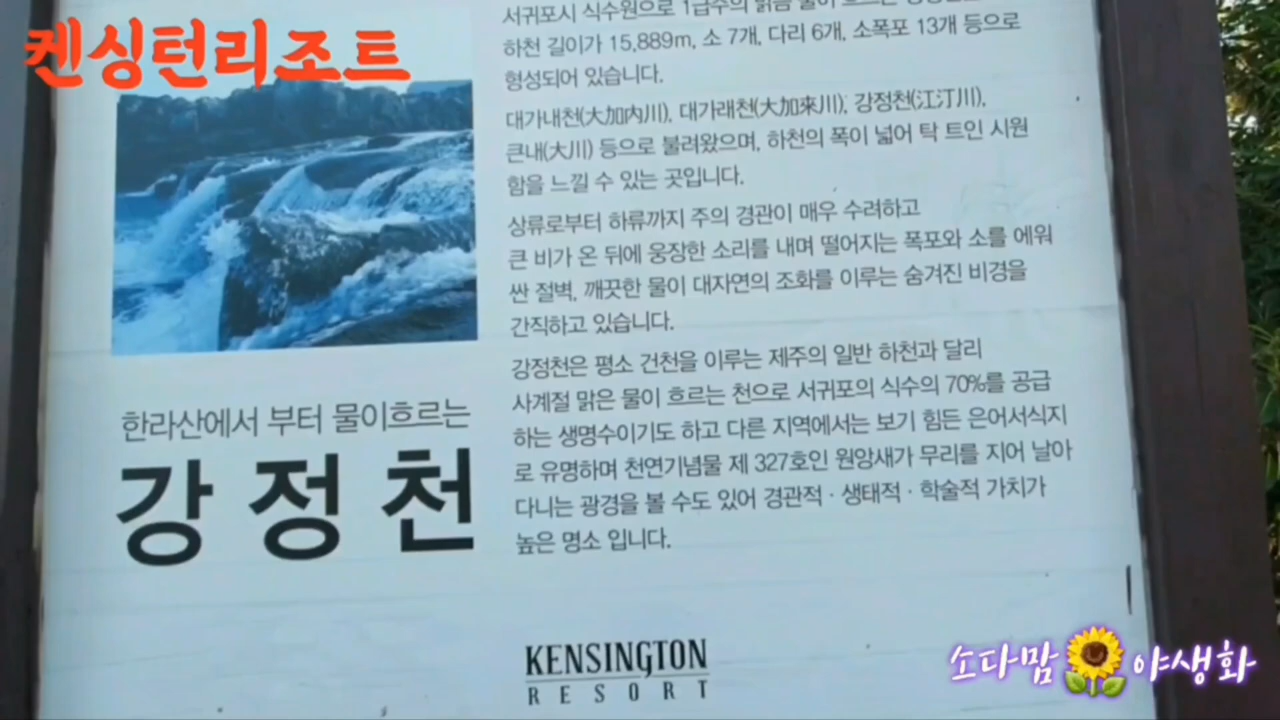 켄싱턴리조트
서귀포시 식수원으로 1급수의 맑은 물이 흐르는
하천 길이가 15,889m, 소 7개, 다리 6개, 소폭포 13개 등으로
형성되어 있습니다.
대가내천(大加內川), 대가래천(大加來川), 강정천(江汀川),
큰내(大川) 등으로 불려왔으며, 하천의 폭이 넓어 탁 트인 시원
함을 느낄 수 있는 곳입니다.
상류로부터 하류까지 주의 경관이 매우 수려하고
큰 비가 온 뒤에 웅장한 소리를 내며 떨어지는 폭포와 소를 에워
싼 절벽, 깨끗한 물이 대자연의 조화를 이루는 숨겨진 비경을
간직하고 있습니다.
강정천은 평소 건천을 이루는 제주의 일반 하천과 달리
사계절 맑은 물이 흐르는 천으로 서귀포의 식수의 70%를 공급
하는 생명수이기도 하고 다른 지역에서는 보기 힘든 은어서식지
로 유명하며 천연기념물 제 327호인 원앙새가 무리를 지어 날아
다니는 광경을 볼 수도 있어 경관적 · 생태적 · 학술적 가치가
높은 명소 입니다.
한라산에서 부터 물이흐르는
강정천
KENSINGTON
RESORT
소다맘 야생화